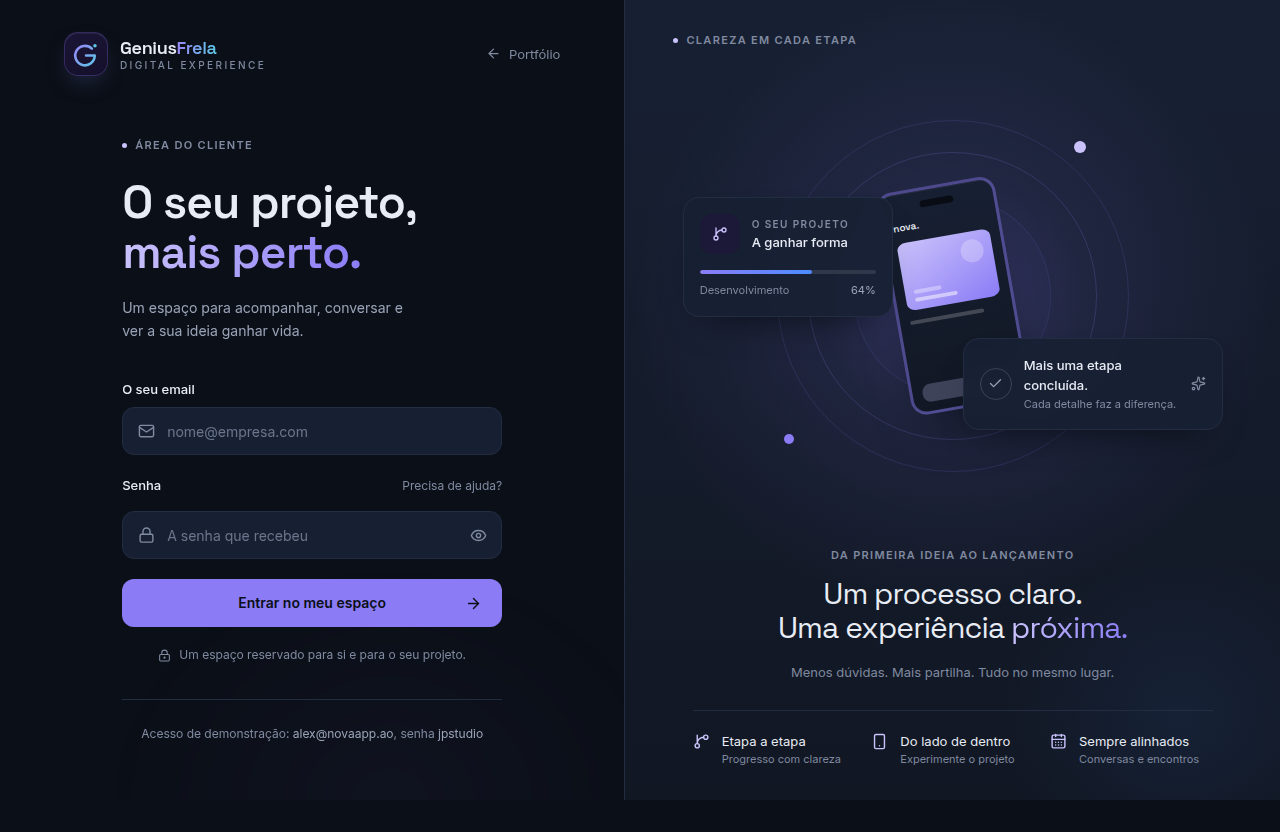 GeniusFrela
DIGITAL EXPERIENCE
Portfólio
ÁREA DO CLIENTE
O seu projeto,
mais perto.
Um espaço para acompanhar, conversar e
ver a sua ideia ganhar vida.
O seu email
nome@empresa.com
Senha
Precisa de ajuda?
A senha que recebeu
Entrar no meu espaço
Um espaço reservado para si e para o seu projeto.
Acesso de demonstração: alex@novaapp.ao, senha jpstudio
CLAREZA EM CADA ETAPA
nova.
O SEU PROJETO
A ganhar forma
Desenvolvimento 64%
Mais uma etapa
concluída.
Cada detalhe faz a diferença.
DA PRIMEIRA IDEIA AO LANÇAMENTO
Um processo claro.
Uma experiência próxima.
Menos dúvidas. Mais partilha. Tudo no mesmo lugar.
Etapa a etapa
Progresso com clareza
Do lado de dentro
Experimente o projeto
Sempre alinhados
Conversas e encontros